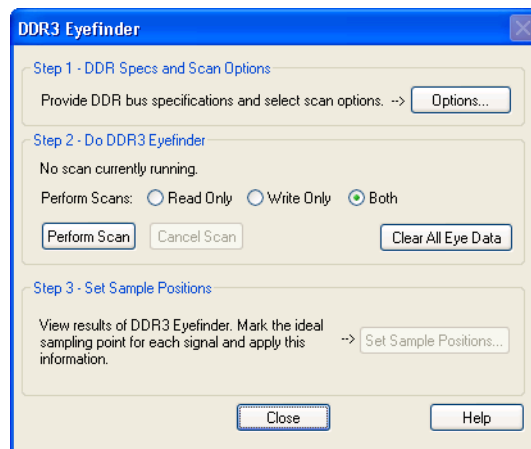 DDR3 Eyefinder
Step 1 - DDR Specs and Scan Options
Provide DDR bus specifications and select scan options. --> Options...
Step 2 - Do DDR3 Eyefinder
No scan currently running.
Perform Scans: Read Only Write Only Both
Perform Scan Cancel Scan Clear All Eye Data
Step 3 - Set Sample Positions
View results of DDR3 Eyefinder. Mark the ideal
sampling point for each signal and apply this
information.
--> Set Sample Positions...
Close Help